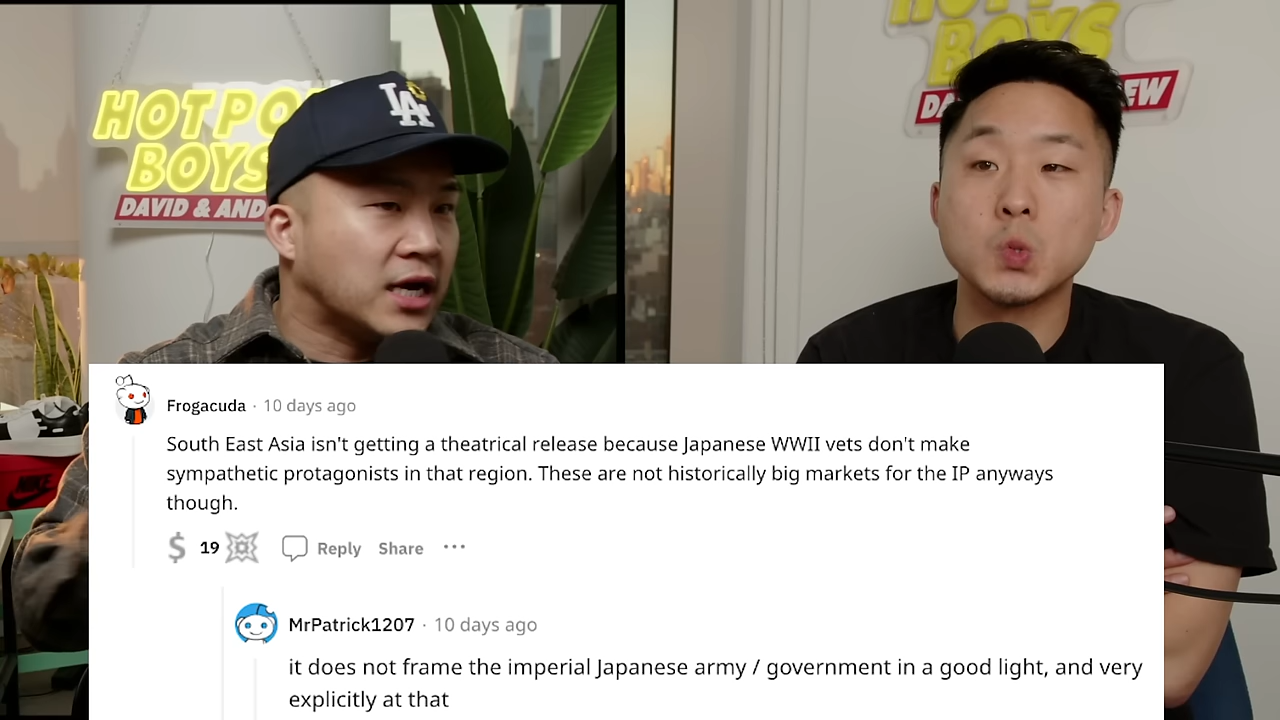 HOT PO
BOYS
DAVID & AND
LA
BOYS
DA
EW
Frogacuda · 10 days ago
South East Asia isn't getting a theatrical release because Japanese WWII vets don't make
sympathetic protagonists in that region. These are not historically big markets for the IP anyways
though.
19
Reply Share ···
MrPatrick1207 · 10 days ago
it does not frame the imperial Japanese army / government in a good light, and very
explicitly at that